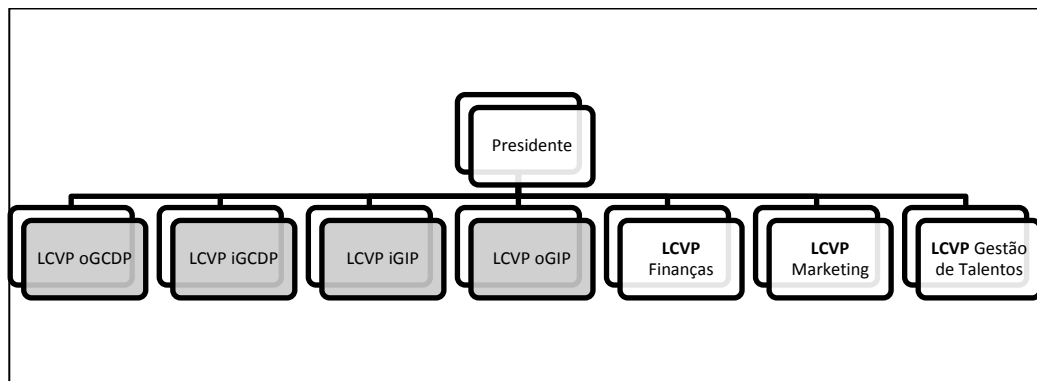 Presidente
LCVP oGCDP
LCVP iGCDP
LCVP iGIP
LCVP oGIP
LCVP
Finanças
LCVP
Marketing
LCVP Gestão
de Talentos